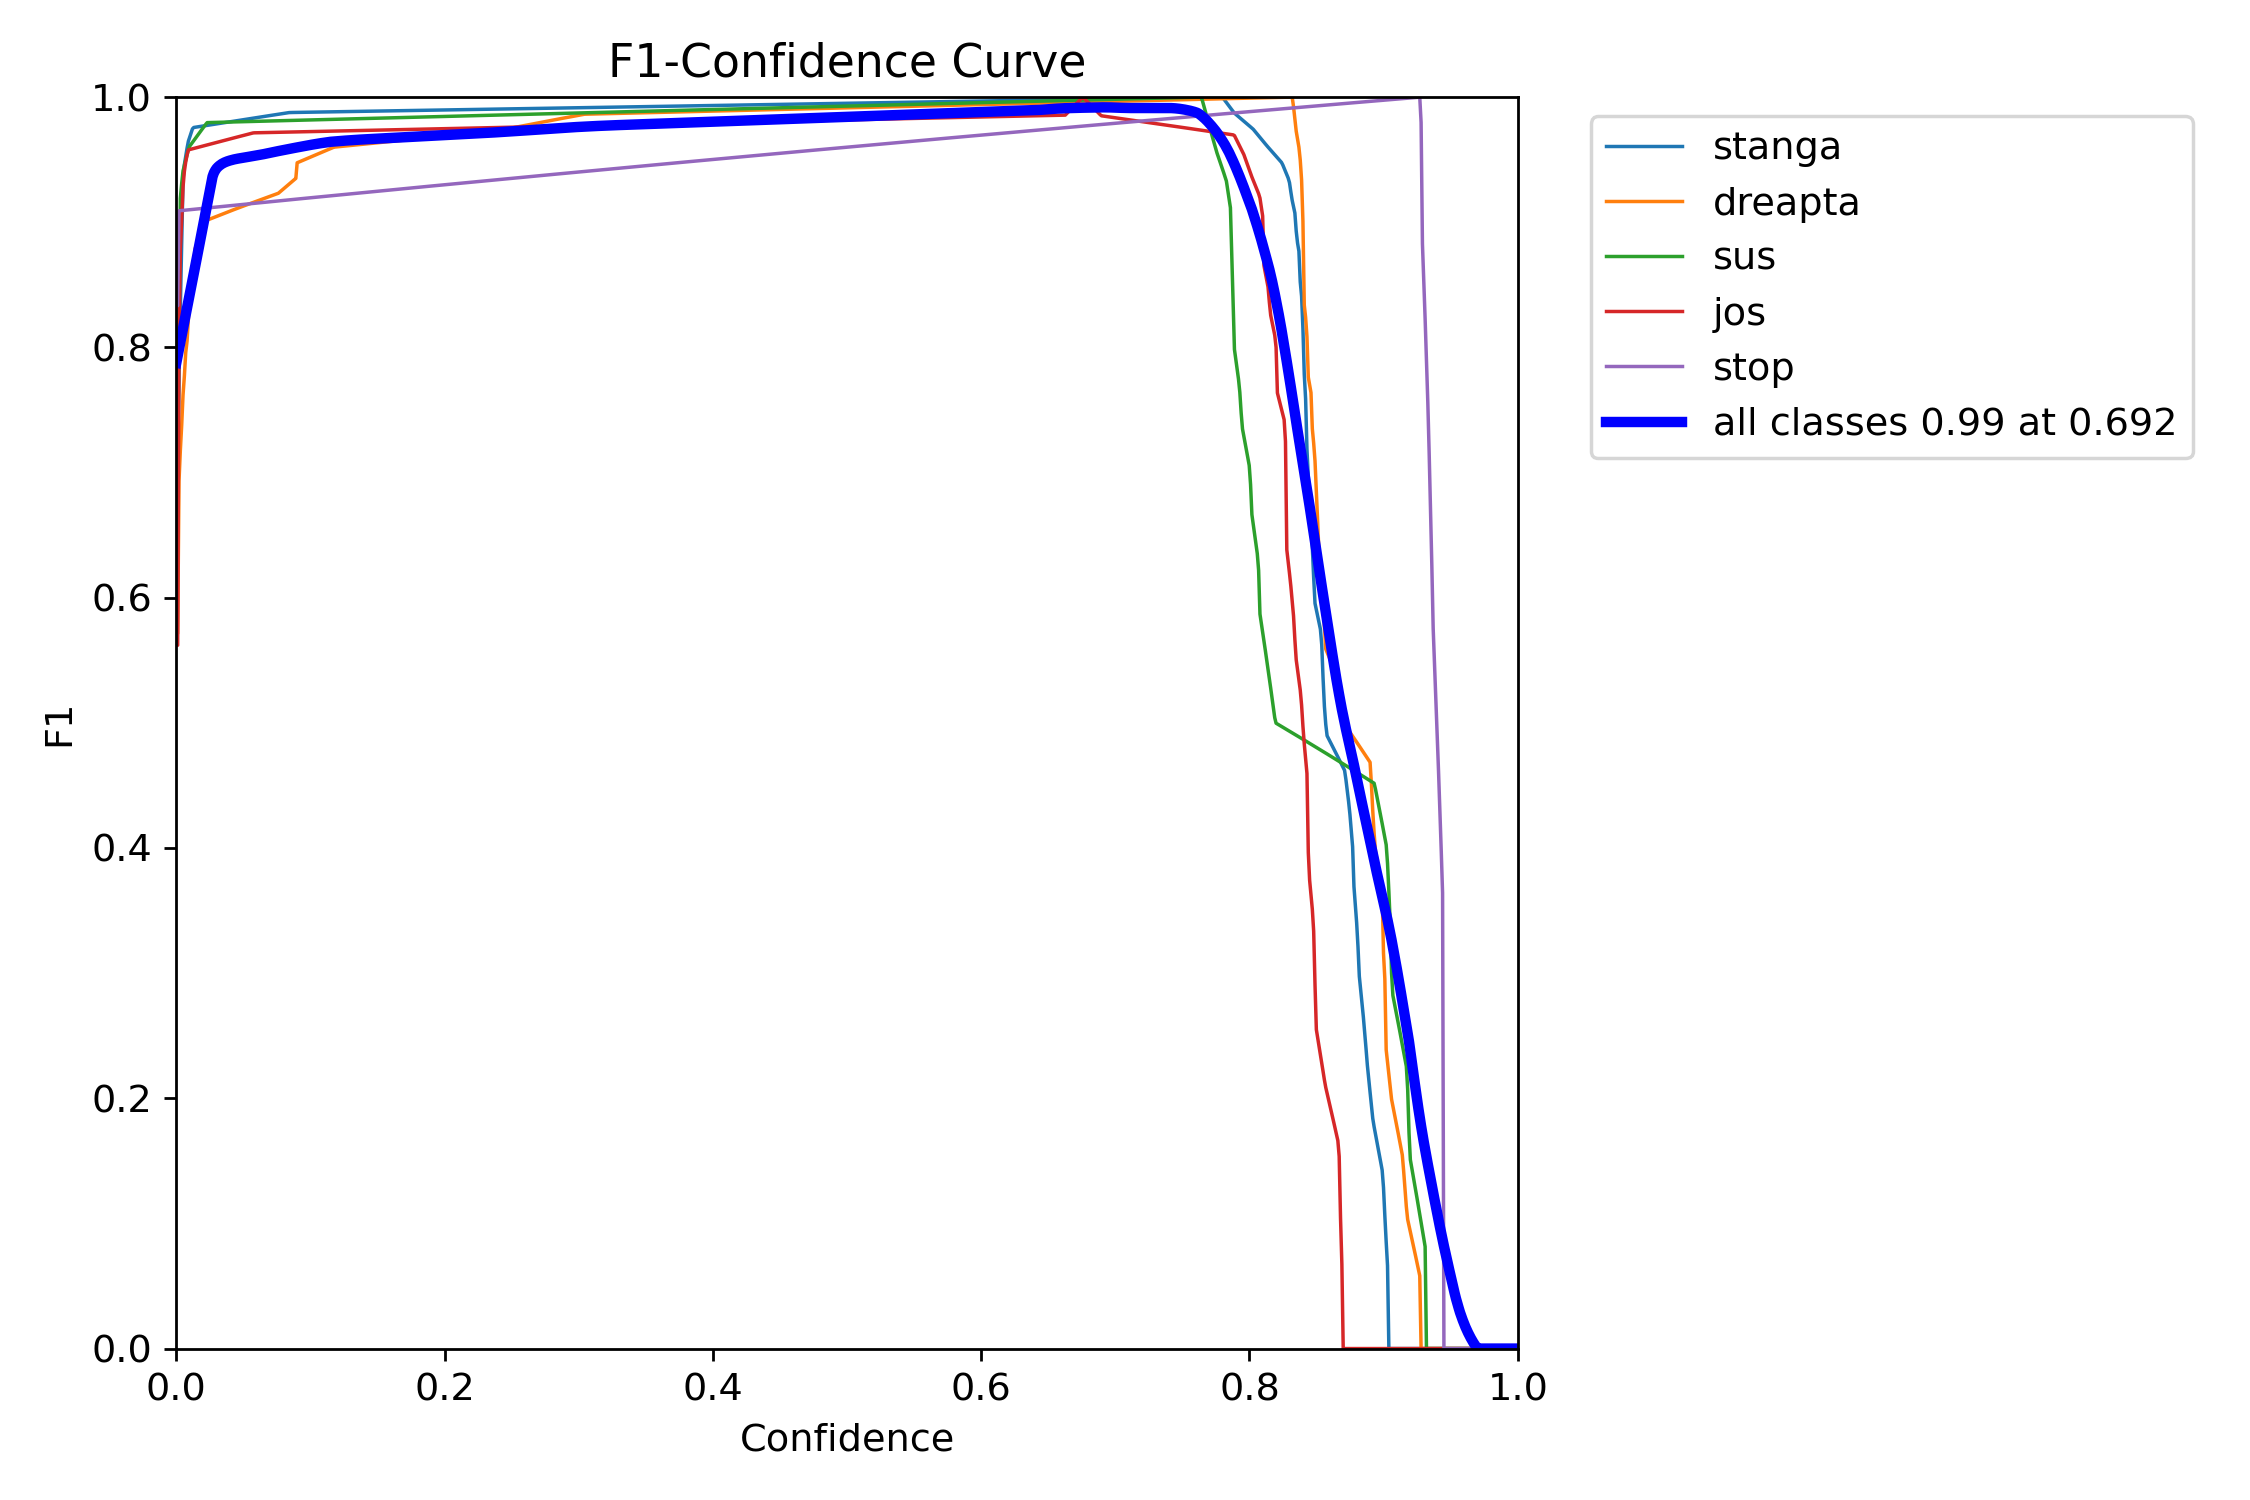 F1-Confidence Curve
1.0
0.8
0.6
0.4
0.2
0.0
F1
0.0 0.2 0.4 0.6 0.8 1.0
Confidence
stanga
dreapta
sus
jos
stop
all classes 0.99 at 0.692